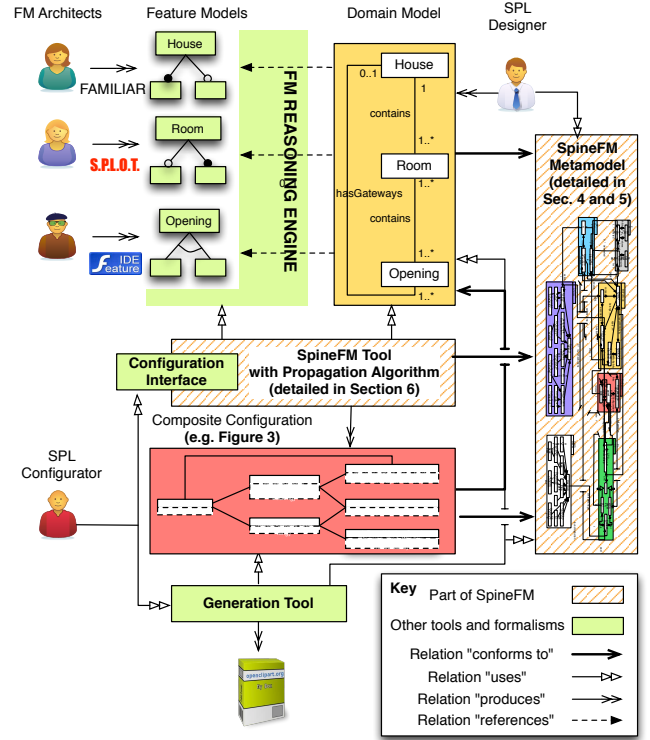 FM Architects
Feature Models
Domain Model
SPL
Designer
House
FAMILIAR
Room
S.P.L.O.T.
Opening
Feature
IDE
FM REASONING ENGINE
House
0..1
1
contains
1..*
Room
1..*
hasGateways
contains
1..*
Opening
1..*
SpineFM
Metamodel
(detailed in
Sec. 4 and 5)
Configuration
Interface
SpineFM Tool
with Propagation Algorithm
(detailed in Section 6)
Composite Configuration
(e.g. Figure 3)
SPL
Configurator
Generation Tool
openclipart.org
Key
Part of SpineFM
Other tools and formalisms
Relation "conforms to"
Relation "uses"
Relation "produces"
Relation "references"